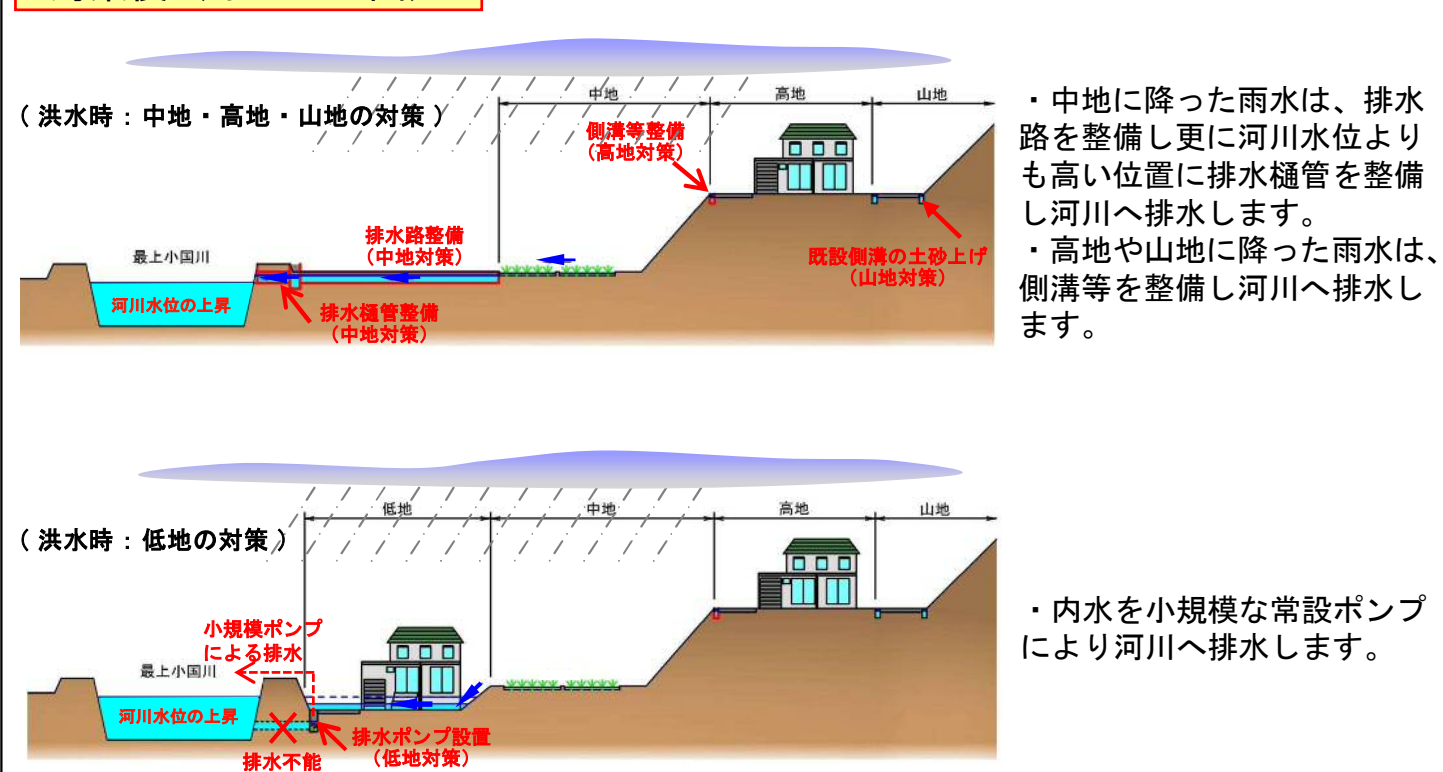 （洪水時：中地・高地・山地の対策）
中地
高地
山地
側溝等整備
（高地対策）
排水路整備
（中地対策）
既設側溝の土砂上げ
（山地対策）
最上小国川
河川水位の上昇
排水樋管整備
（中地対策）
・中地に降った雨水は、排水
路を整備し更に河川水位より
も高い位置に排水樋管を整備
し河川へ排水します。
・高地や山地に降った雨水は、
側溝等を整備し河川へ排水し
ます。
（洪水時：低地の対策）
低地
中地
高地
山地
小規模ポンプ
による排水
最上小国川
河川水位の上昇
排水ポンプ設置
（低地対策）
排水不能
・内水を小規模な常設ポンプ
により河川へ排水します。